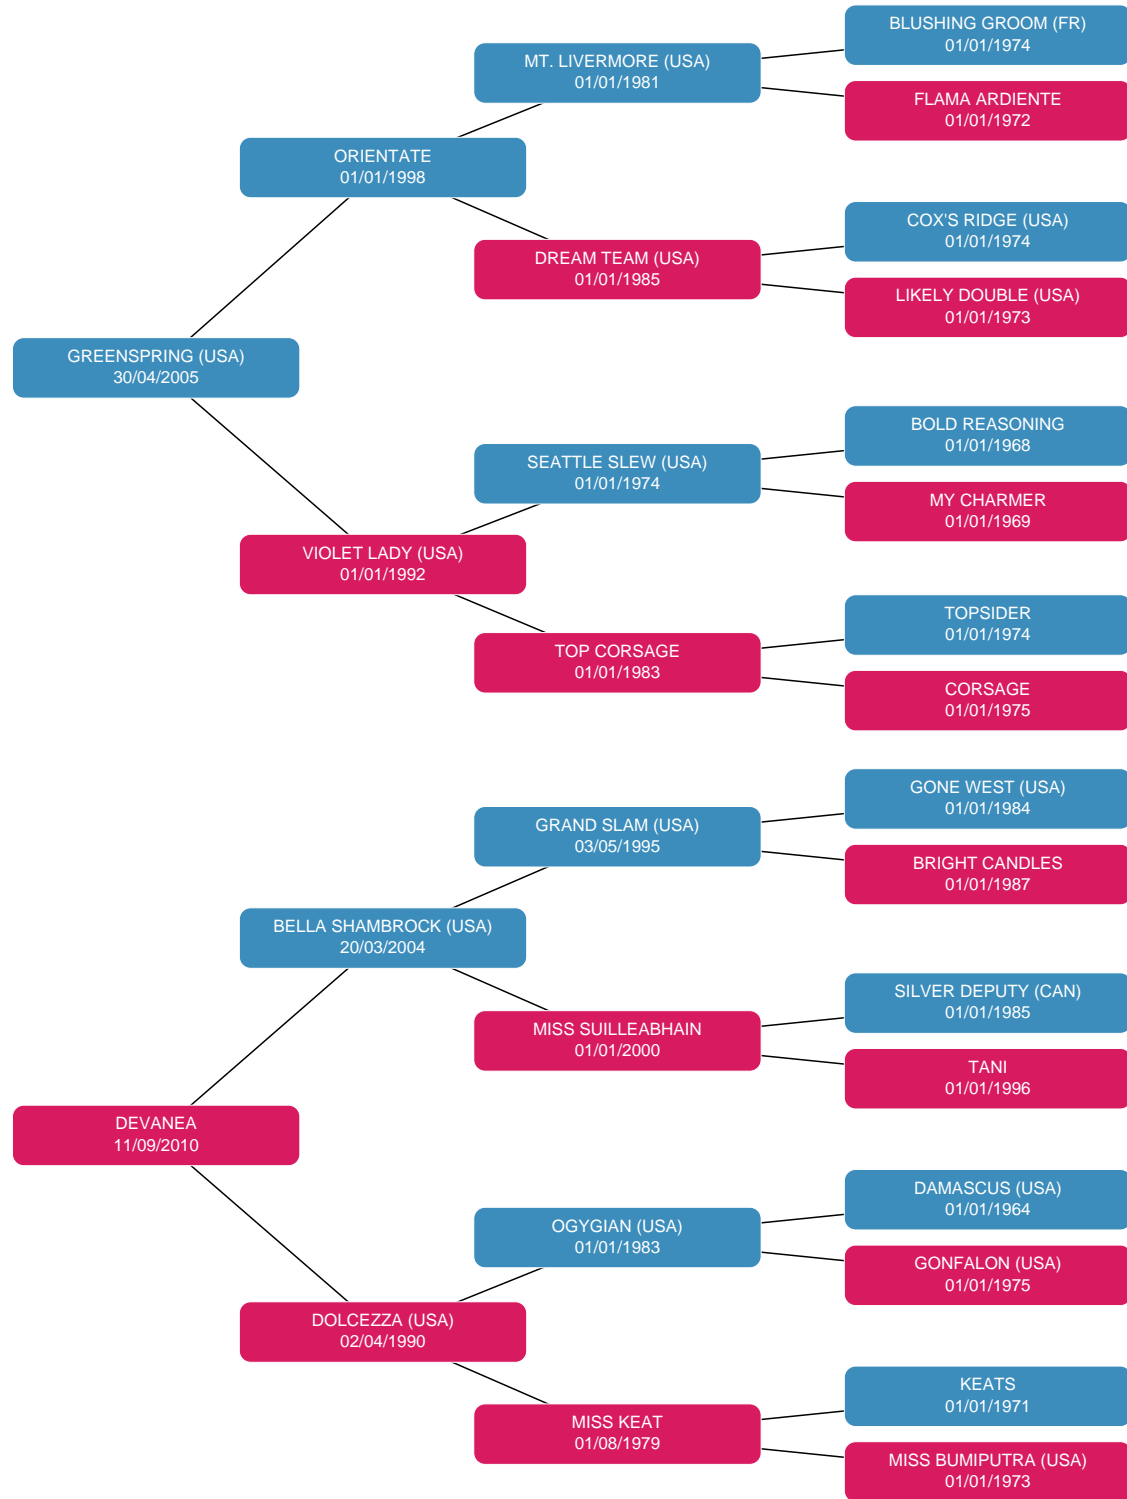 BLUSHING GROOM (FR)
01/01/1974
MT. LIVERMORE (USA)
01/01/1981
FLAMA ARDIENTE
01/01/1972
ORIENTATE
01/01/1998
COX'S RIDGE (USA)
01/01/1974
DREAM TEAM (USA)
01/01/1985
LIKELY DOUBLE (USA)
01/01/1973
GREENSPRING (USA)
30/04/2005
BOLD REASONING
01/01/1968
SEATTLE SLEW (USA)
01/01/1974
MY CHARMER
01/01/1969
VIOLET LADY (USA)
01/01/1992
TOPSIDER
01/01/1974
TOP CORSAGE
01/01/1983
CORSAGE
01/01/1975
GONE WEST (USA)
01/01/1984
GRAND SLAM (USA)
03/05/1995
BRIGHT CANDLES
01/01/1987
BELLA SHAMBROCK (USA)
20/03/2004
SILVER DEPUTY (CAN)
01/01/1985
MISS SUILLEABHAIN
01/01/2000
TANI
01/01/1996
DEVANEA
11/09/2010
DAMASCUS (USA)
01/01/1964
OGYGIAN (USA)
01/01/1983
GONFALON (USA)
01/01/1975
DOLCEZZA (USA)
02/04/1990
KEATS
01/01/1971
MISS KEAT
01/08/1979
MISS BUMIPUTRA (USA)
01/01/1973